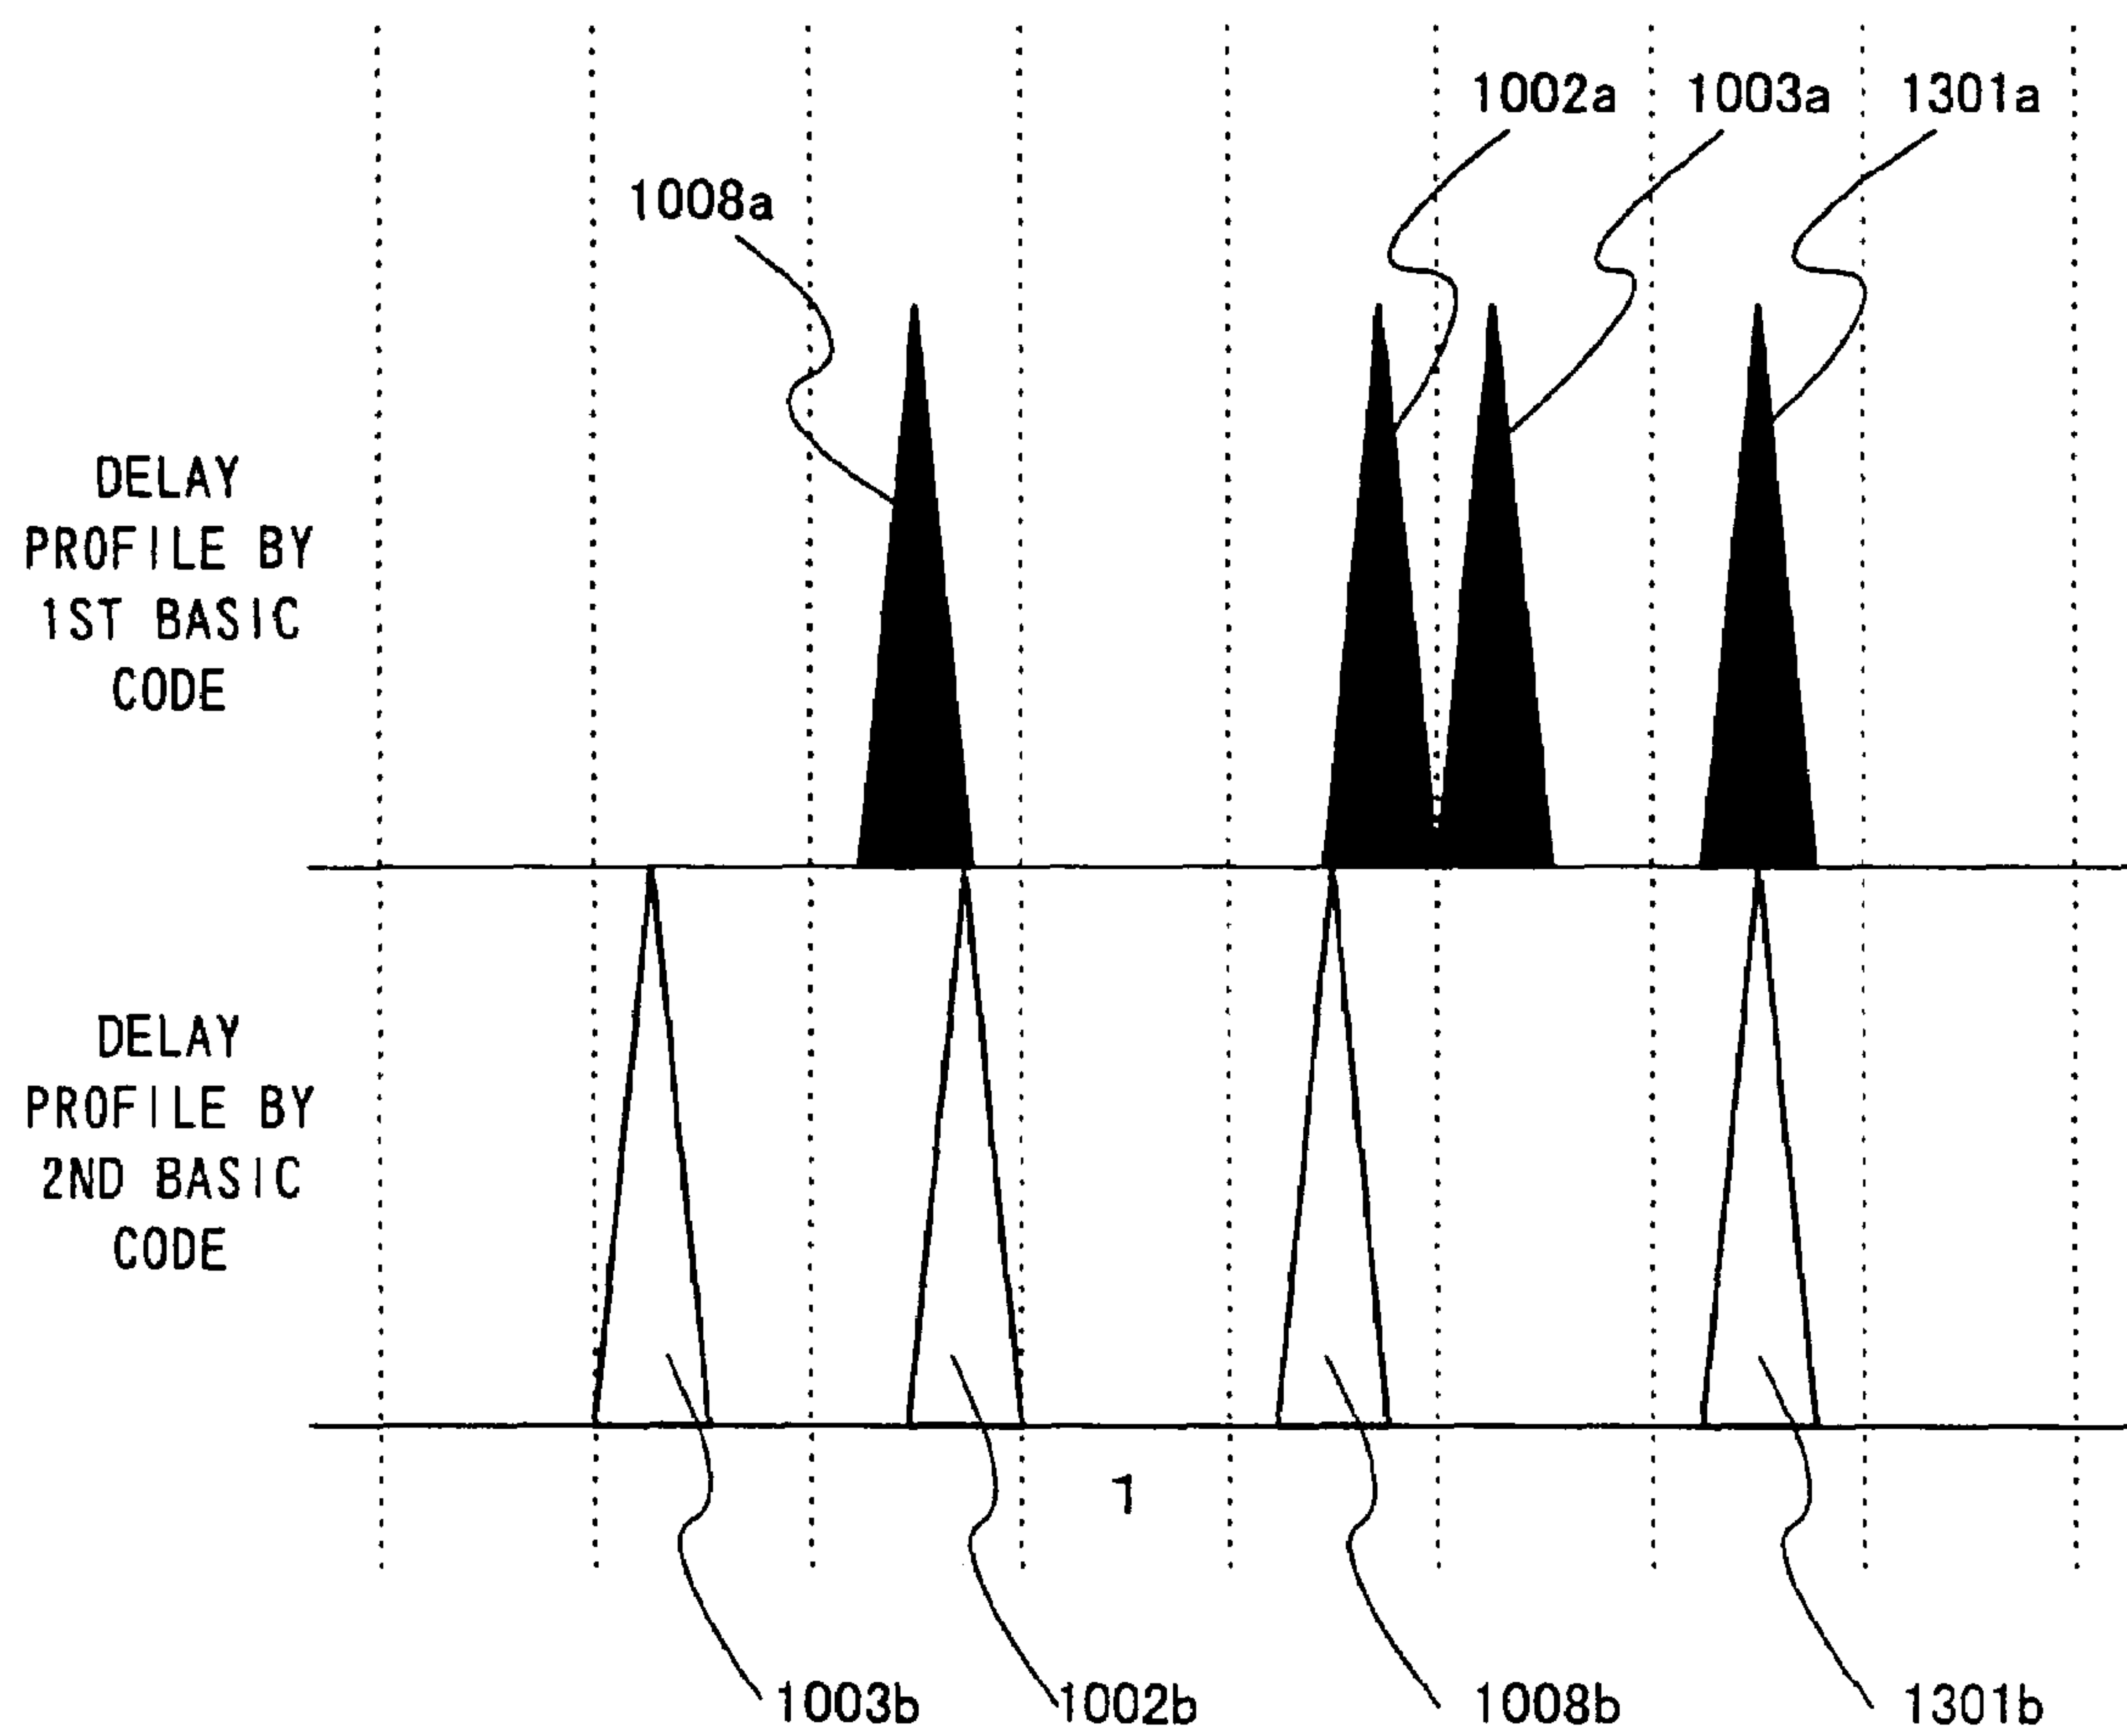 1002a 1003a 1301a
1008a
DELAY
PROFILE BY
1ST BASIC
CODE
DELAY
PROFILE BY
2ND BASIC
CODE
1
1003b 1002b 1008b 1301b